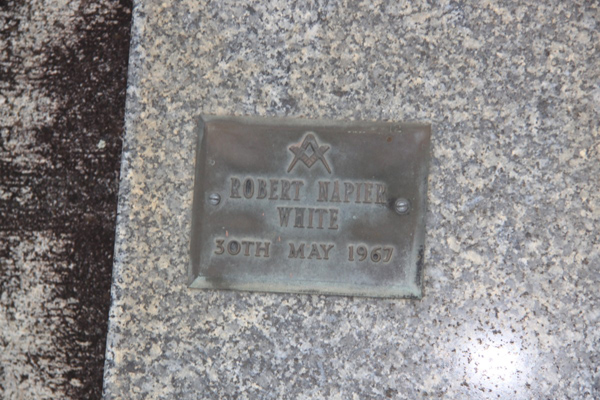 ROBERT NAPIER
WHITE
30TH MAY 1967